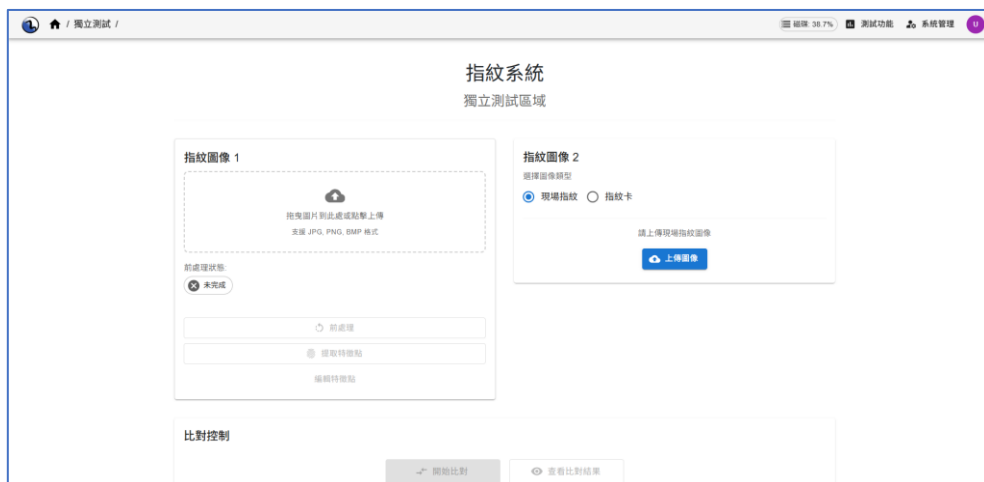 / 獨立測試 /
磁碟: 38.7%
測試功能
系統管理
U
指紋系統
獨立測試區域
指紋圖像 1
拖曳圖片到此處或點擊上傳
支援 JPG, PNG, BMP 格式
前處理狀態:
未完成
前處理
提取特徵點
編輯特徵點
指紋圖像 2
選擇圖像類型
現場指紋
指紋卡
請上傳現場指紋圖像
上傳圖像
比對控制
開始比對
查看比對結果